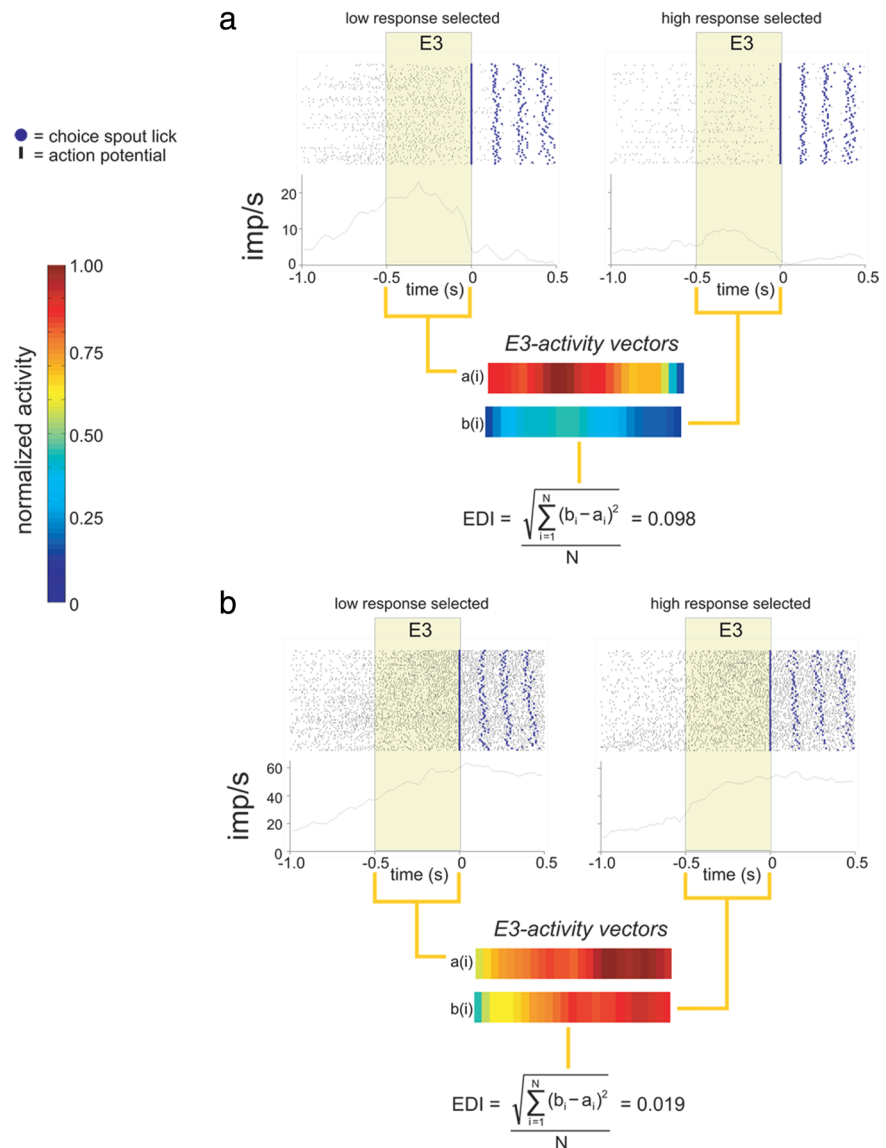 a
low response selected
high response selected
E3
E3
= choice spout lick
= action potential
imp/s
20
10
0
-1.0 -0.5 0 0.5
time (s)
-1.0 -0.5 0 0.5
time (s)
normalized activity
1.00
0.75
0.50
0.25
0
E3-activity vectors
a(i)
b(i)
EDI = √∑(bᵢ−aᵢ)² = 0.098
N
i=1
N
b
low response selected
high response selected
E3
E3
imp/s
60
40
20
0
-1.0 -0.5 0 0.5
time (s)
-1.0 -0.5 0 0.5
time (s)
E3-activity vectors
a(i)
b(i)
EDI = √∑(bᵢ−aᵢ)² = 0.019
N
i=1
N